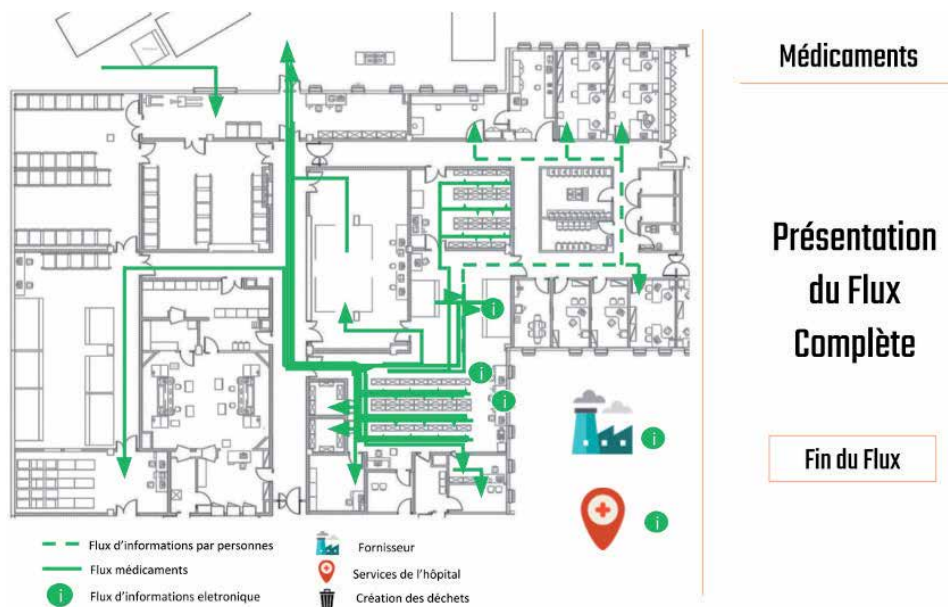 Médicaments
Présentation
du Flux
Complète
Fin du Flux
i
i
i
i
i
Flux d'informations par personnes
Flux médicaments
i Flux d'informations eletronique
Fornisseur
Services de l'hôpital
Création des déchets